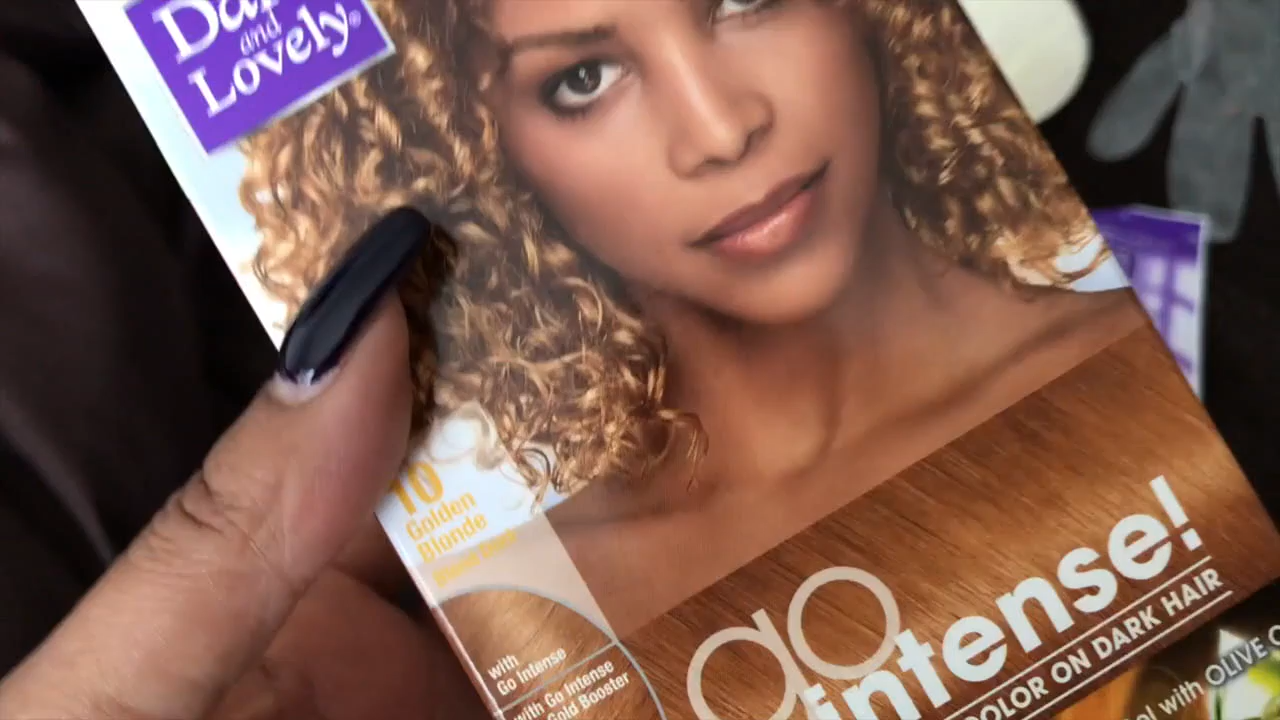 and
Lovely®
10
Golden
Blonde
go
intense!
COLOR ON DARK HAIR
with
Go Intense
with Go Intense
Gold Booster
with OLIVE